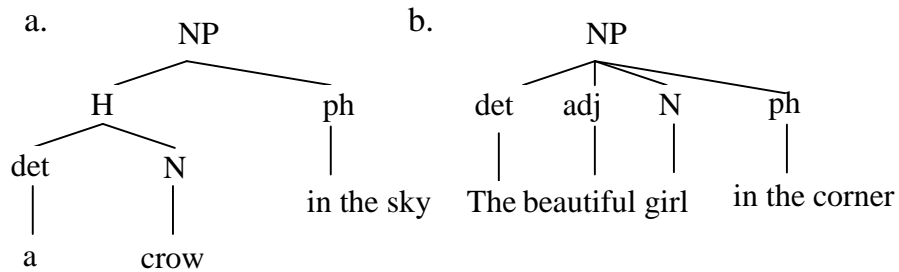 a. NP b. NP
H ph det adj N ph
det N
in the sky The beautiful girl in the corner
a crow